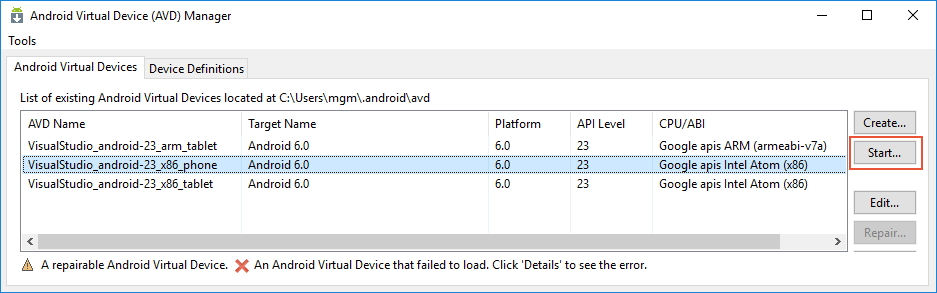 Android Virtual Device (AVD) Manager
Tools
Android Virtual Devices Device Definitions
List of existing Android Virtual Devices located at C:\Users\mgm\.android\avd
AVD Name Target Name Platform API Level CPU/ABI
VisualStudio_android-23_arm_tablet Android 6.0 6.0 23 Google apis ARM (armeabi-v7a)
VisualStudio_android-23_x86_phone Android 6.0 6.0 23 Google apis Intel Atom (x86)
VisualStudio_android-23_x86_tablet Android 6.0 6.0 23 Google apis Intel Atom (x86)
Create...
Start...
Edit...
Repair...
A repairable Android Virtual Device. An Android Virtual Device that failed to load. Click 'Details' to see the error.